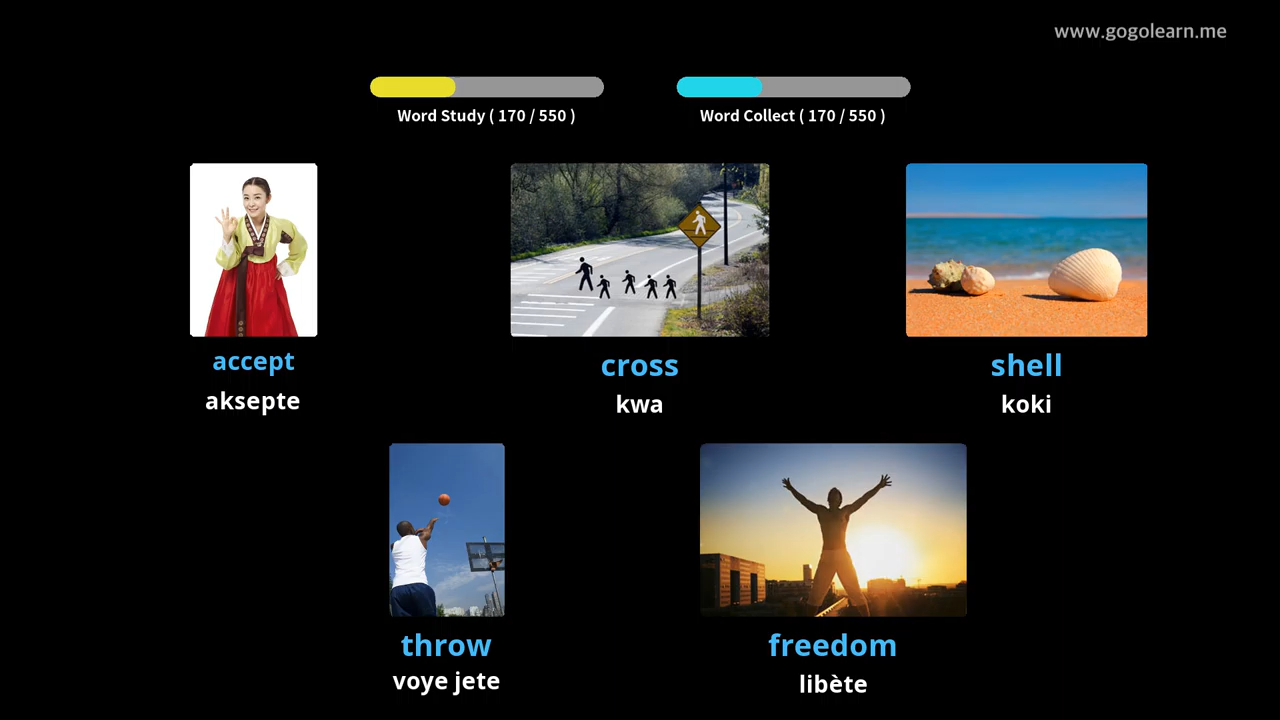 www.gogolearn.me
Word Study ( 170 / 550 )
Word Collect ( 170 / 550 )
accept
aksepte
cross
kwa
shell
koki
throw
voye jete
freedom
libète